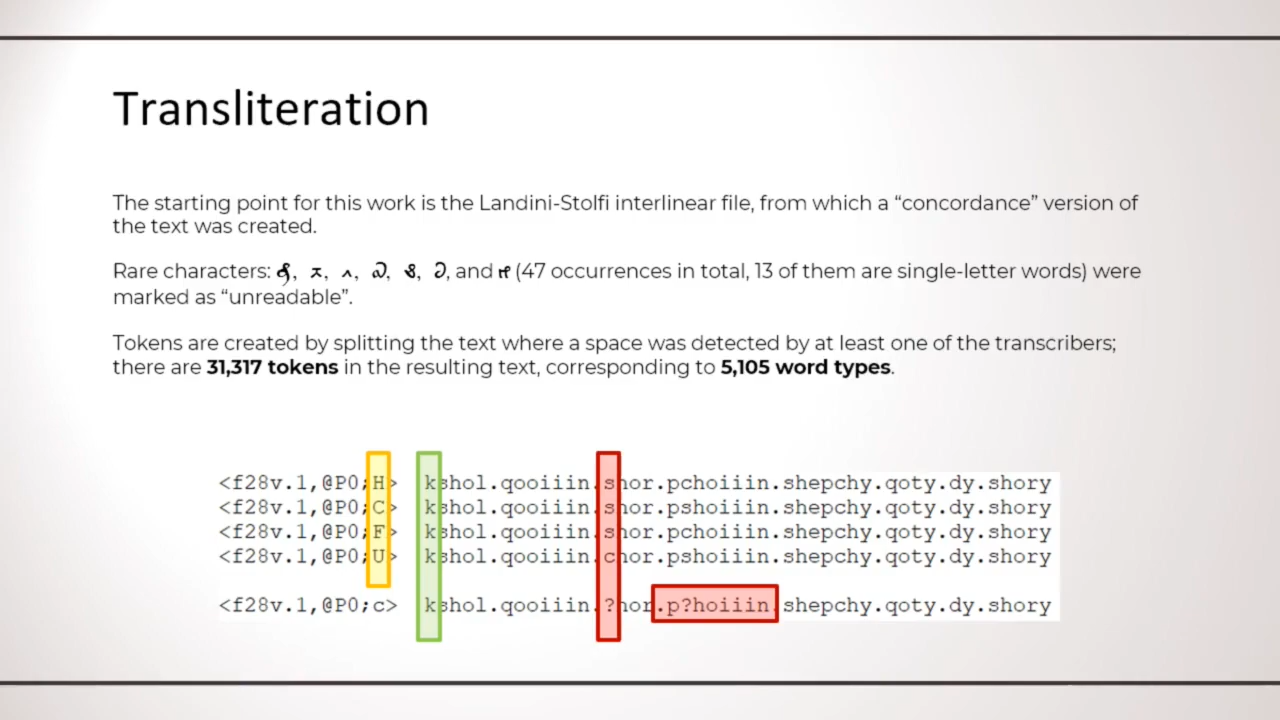 Transliteration
The starting point for this work is the Landini-Stolfi interlinear file, from which a “concordance” version of
the text was created.
Rare characters: , , , , , , and (47 occurrences in total, 13 of them are single-letter words) were
marked as “unreadable”.
Tokens are created by splitting the text where a space was detected by at least one of the transcribers;
there are 31,317 tokens in the resulting text, corresponding to 5,105 word types.
<f28v.1,@P0;H> kshol.qooiiin.shor.pchoiiin.shepchy.qoty.dy.shory
<f28v.1,@P0;C> kshol.qooiiin.shor.pshoiiin.shepchy.qoty.dy.shory
<f28v.1,@P0;F> kshol.qooiiin.shor.pchoiiin.shepchy.qoty.dy.shory
<f28v.1,@P0;U> kshol.qooiiin.chor.pshoiiin.shepchy.qoty.dy.shory
<f28v.1,@P0;c> kshol.qooiiin.?hor.p?hoiiin.shepchy.qoty.dy.shory